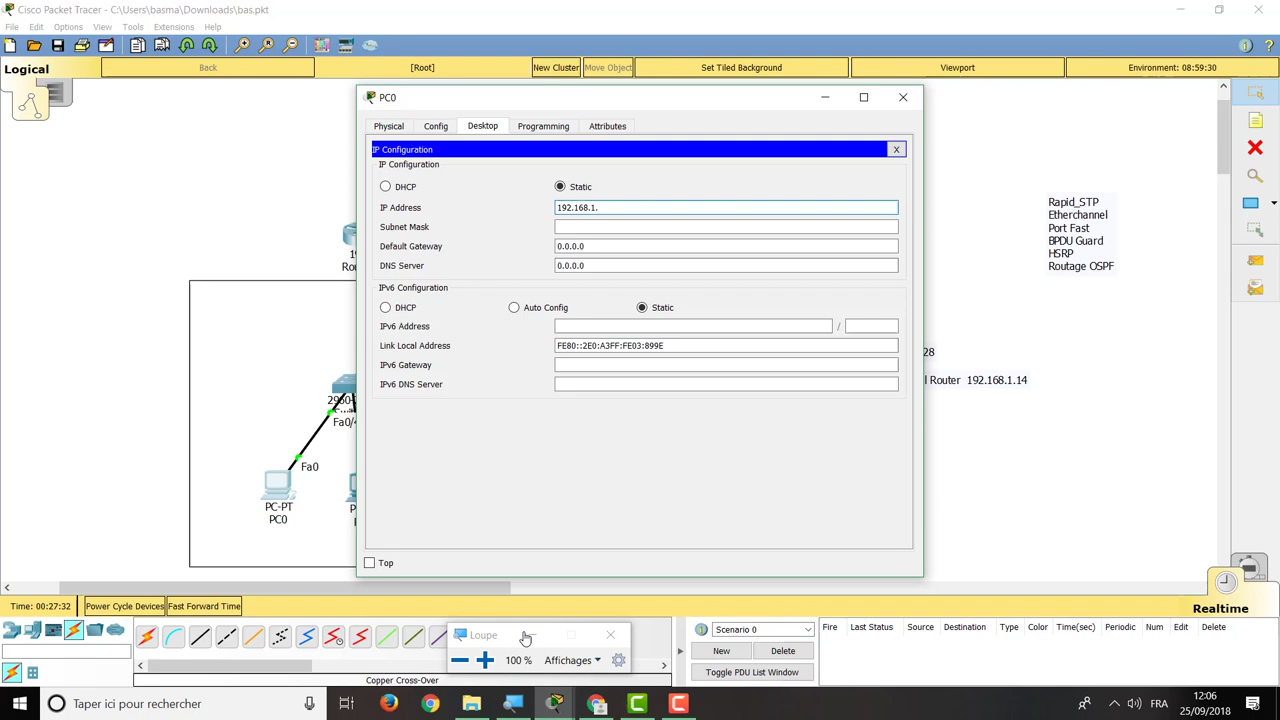 Cisco Packet Tracer - C:\Users\basma\Downloads\bas.pkt
File Edit Options View Tools Extensions Help
Logical Back [Root] New Cluster Move Object Set Tiled Background Viewport Environment: 08:59:30
PC0
Physical Config Desktop Programming Attributes
IP Configuration X
IP Configuration
DHCP Static
IP Address 192.168.1.
Subnet Mask
Default Gateway 0.0.0.0
DNS Server 0.0.0.0
IPv6 Configuration
DHCP Auto Config Static
IPv6 Address /
Link Local Address FE80::2E0:A3FF:FE03:899E
IPv6 Gateway
IPv6 DNS Server
Top
Rapid_STP
Etherchannel
Port Fast
BPDU Guard
HSRP
Routage OSPF
28
l Router 192.168.1.14
19
Rou
2960-
Fa0/4
Fa0
PC-PT
PC0
P
Time: 00:27:32 Power Cycle Devices Fast Forward Time Realtime
Loupe
100 % Affichages
Copper Cross-Over
Scenario 0
New Delete
Toggle PDU List Window
Fire Last Status Source Destination Type Color Time(sec) Periodic Num Edit Delete
Taper ici pour rechercher
FRA
12:06
25/09/2018